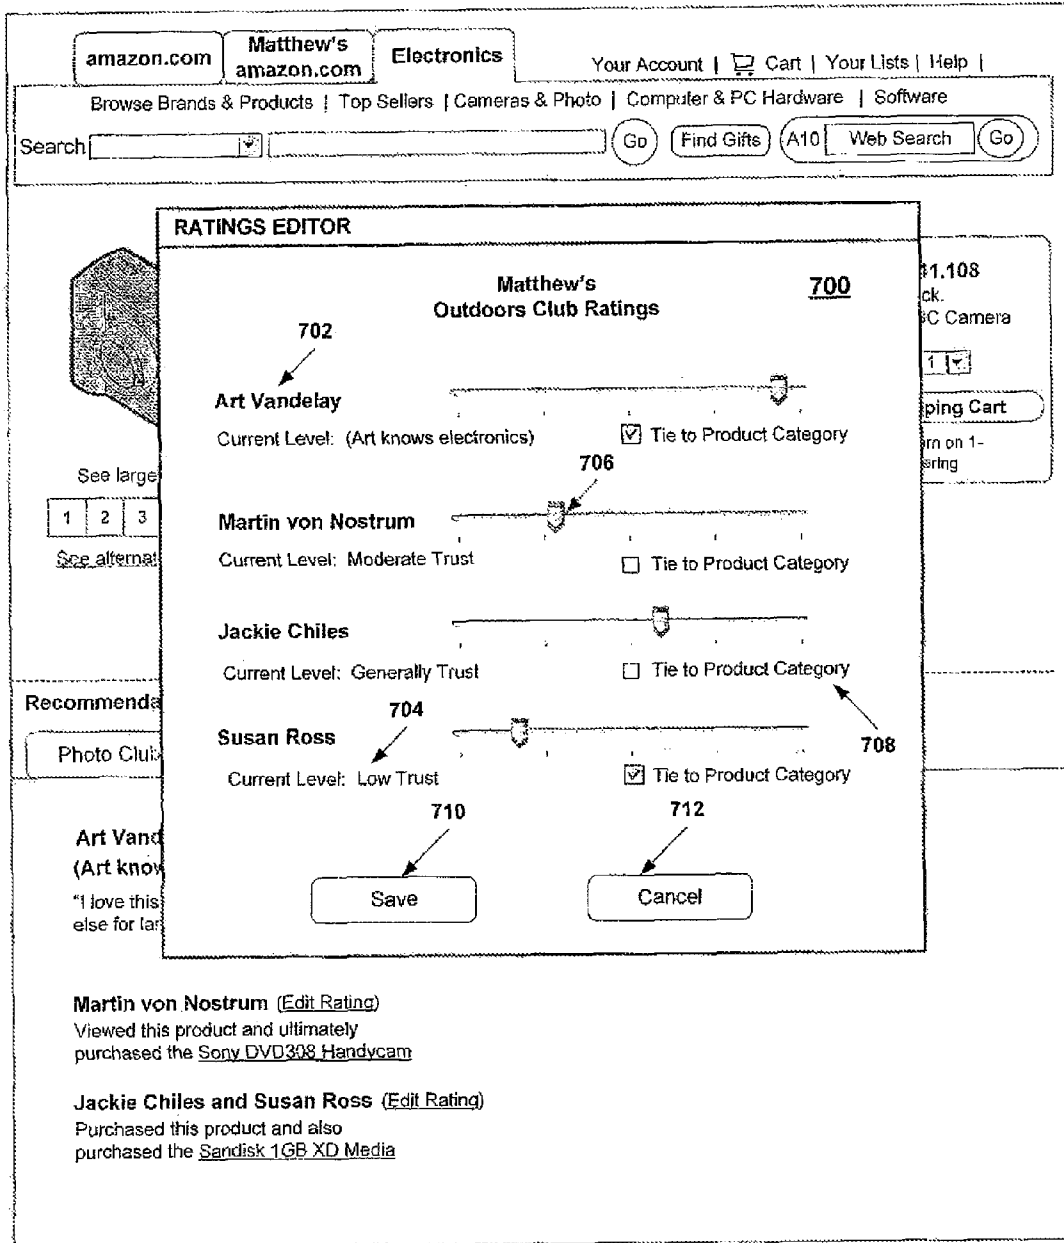 amazon.com
Matthew's
amazon.com
Electronics
Your Account | Cart | Your Lists | Help |
Browse Brands & Products | Top Sellers | Cameras & Photo | Computer & PC Hardware | Software
Search Go Find Gifts A10 Web Search Go
RATINGS EDITOR
Matthew's
Outdoors Club Ratings
700
702
Art Vandelay
Current Level: (Art knows electronics) Tie to Product Category
706
Martin von Nostrum
Current Level: Moderate Trust Tie to Product Category
Jackie Chiles
Current Level: Generally Trust Tie to Product Category
704
708
Susan Ross
Current Level: Low Trust Tie to Product Category
710
712
Save
Cancel
$1,108
ck.
C Camera
1
ping Cart
rn on 1-
ering
See large
1 2 3
See alternat
Recommenda
Photo Club
Art Vand
(Art know
"I love this
else for lar
Martin von Nostrum (Edit Rating)
Viewed this product and ultimately
purchased the Sony DVD308 Handycam
Jackie Chiles and Susan Ross (Edit Rating)
Purchased this product and also
purchased the Sandisk 1GB XD Media